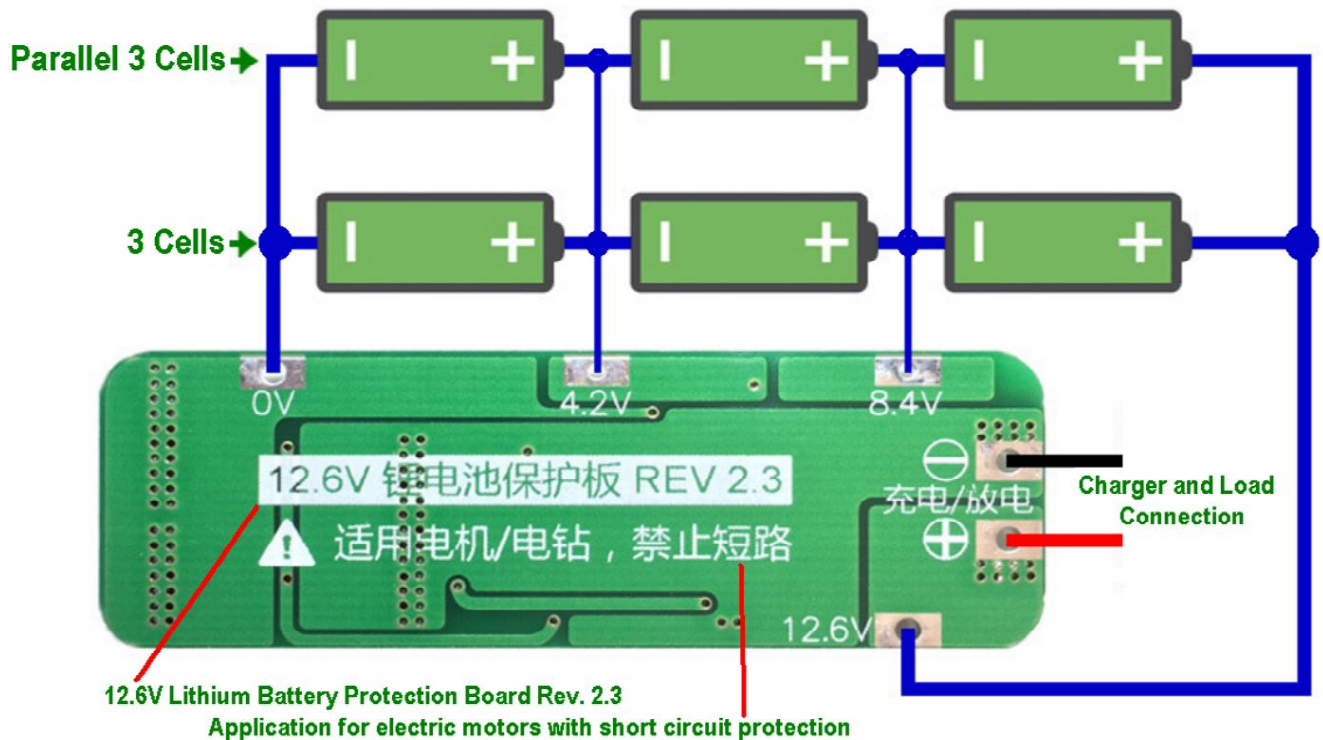 Parallel 3 Cells
3 Cells
0V
4.2V
8.4V
12.6V 锂电池保护板 REV 2.3
充电/放电
适用电机/电钻，禁止短路
Charger and Load
Connection
12.6V
12.6V Lithium Battery Protection Board Rev. 2.3
Application for electric motors with short circuit protection